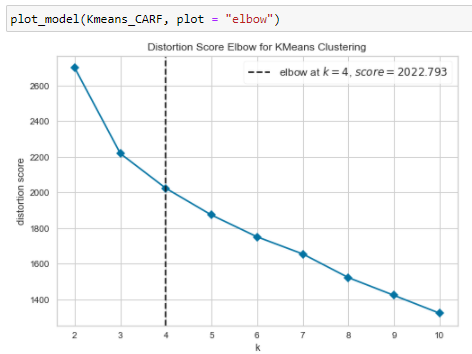 plot_model(Kmeans_CARF, plot = "elbow")
Distortion Score Elbow for KMeans Clustering
elbow at k = 4, score = 2022.793
2600
2400
2200
2000
1800
1600
1400
distortion score
2 3 4 5 6 7 8 9 10
k